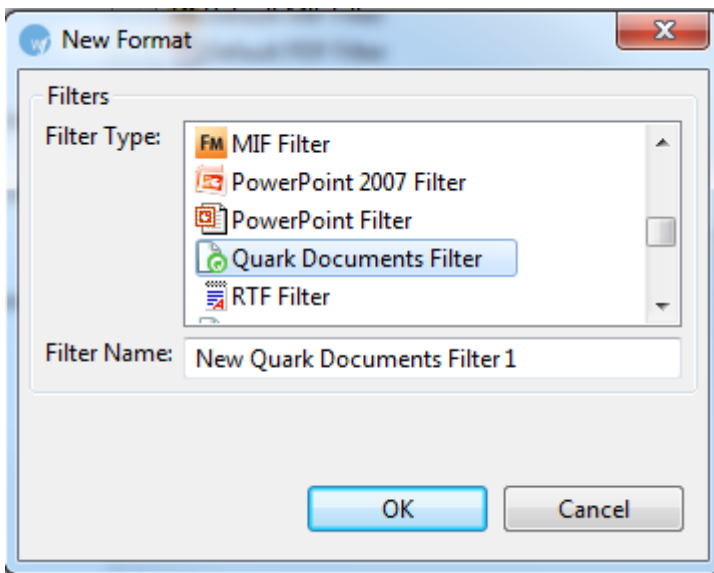 New Format
Filters
Filter Type:
FM MIF Filter
PowerPoint 2007 Filter
PowerPoint Filter
Quark Documents Filter
RTF Filter
Filter Name: New Quark Documents Filter 1
OK Cancel